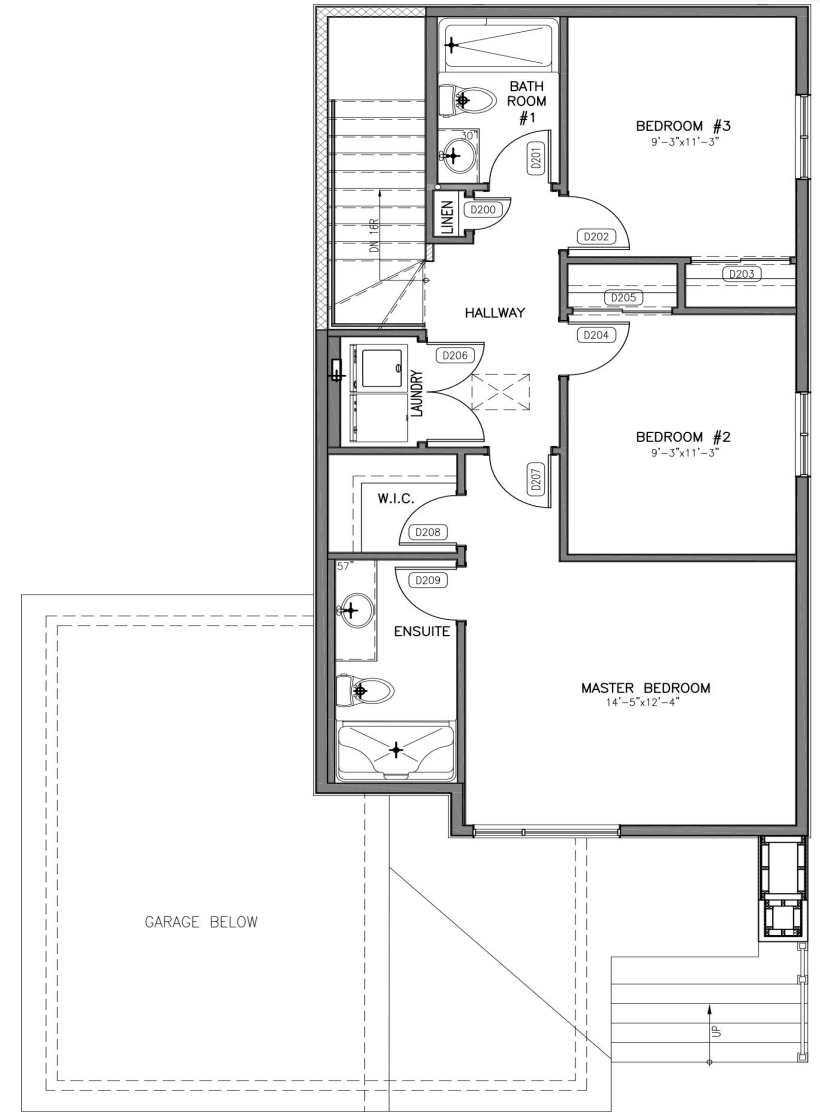 BATH
ROOM
#1
BEDROOM #3
9'-3"x11'-3"
30"
D201
LINEN
D200
D202
DN 16R
D203
D205
HALLWAY
D204
D206
LAUNDRY
BEDROOM #2
9'-3"x11'-3"
D207
W.I.C.
D208
57"
D209
ENSUITE
MASTER BEDROOM
14'-5"x12'-4"
GARAGE BELOW
UP